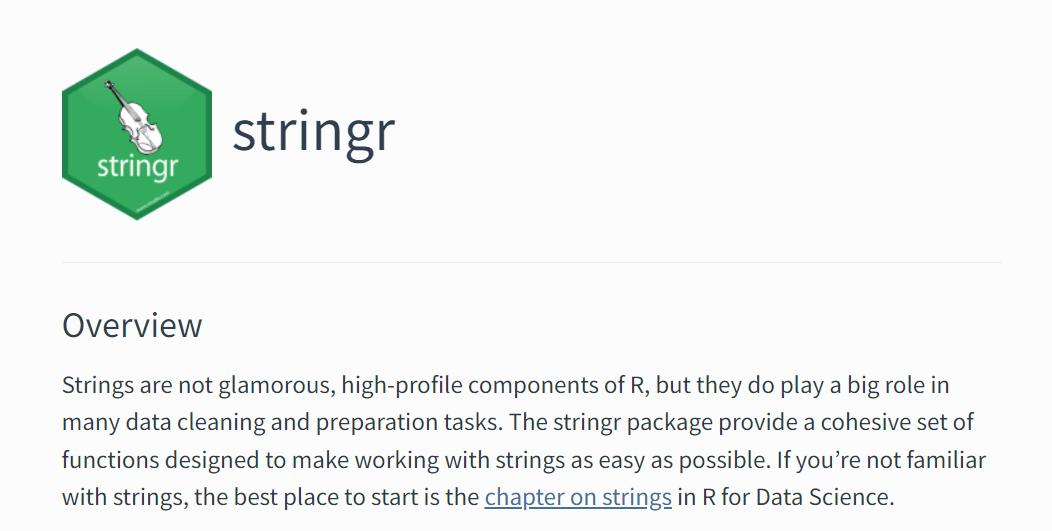 stringr
stringr
Overview
Strings are not glamorous, high-profile components of R, but they do play a big role in
many data cleaning and preparation tasks. The stringr package provide a cohesive set of
functions designed to make working with strings as easy as possible. If you’re not familiar
with strings, the best place to start is the chapter on strings in R for Data Science.